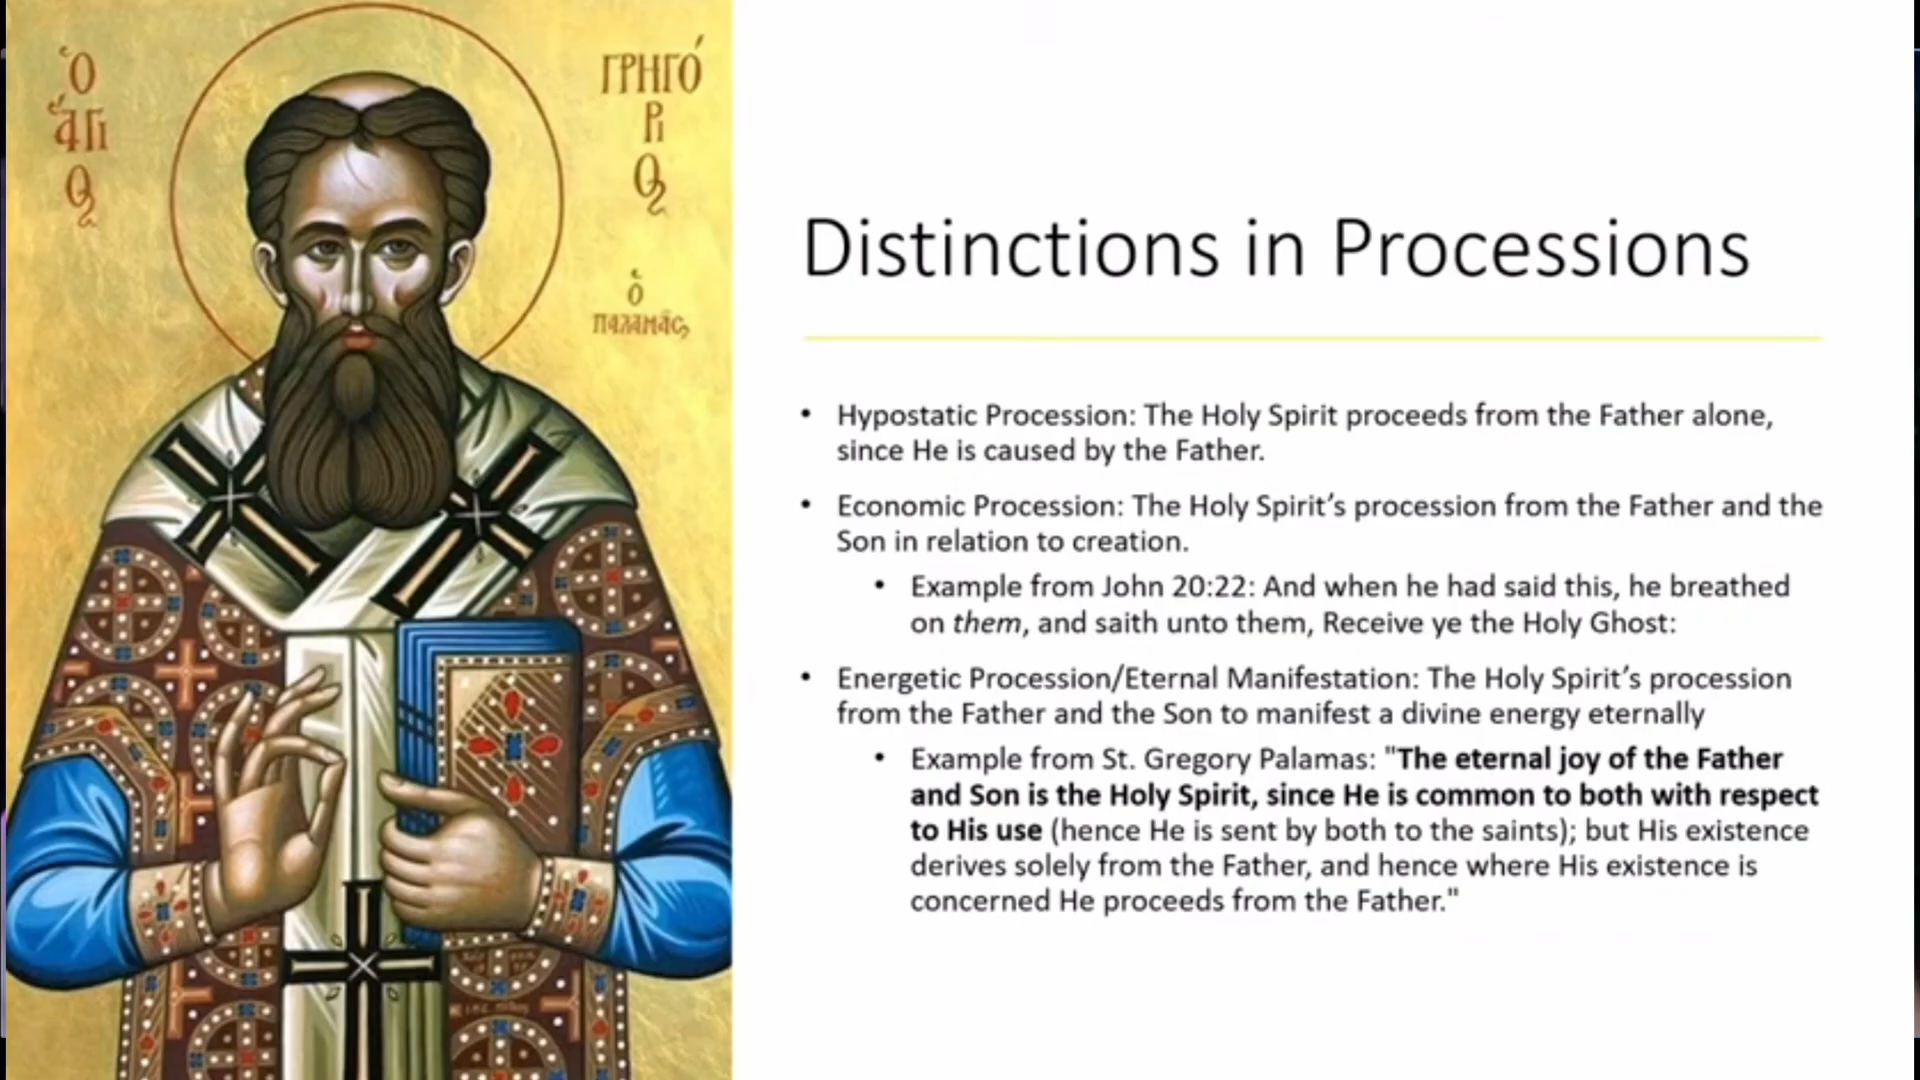 ὁ
ἅΓι
Ος
ΓΡΗΓό
Ρι
Ος
ὁ
παλαμᾶς
Distinctions in Processions
• Hypostatic Procession: The Holy Spirit proceeds from the Father alone,
since He is caused by the Father.
• Economic Procession: The Holy Spirit’s procession from the Father and the
Son in relation to creation.
• Example from John 20:22: And when he had said this, he breathed
on them, and saith unto them, Receive ye the Holy Ghost:
• Energetic Procession/Eternal Manifestation: The Holy Spirit’s procession
from the Father and the Son to manifest a divine energy eternally
• Example from St. Gregory Palamas: "The eternal joy of the Father
and Son is the Holy Spirit, since He is common to both with respect
to His use (hence He is sent by both to the saints); but His existence
derives solely from the Father, and hence where His existence is
concerned He proceeds from the Father."